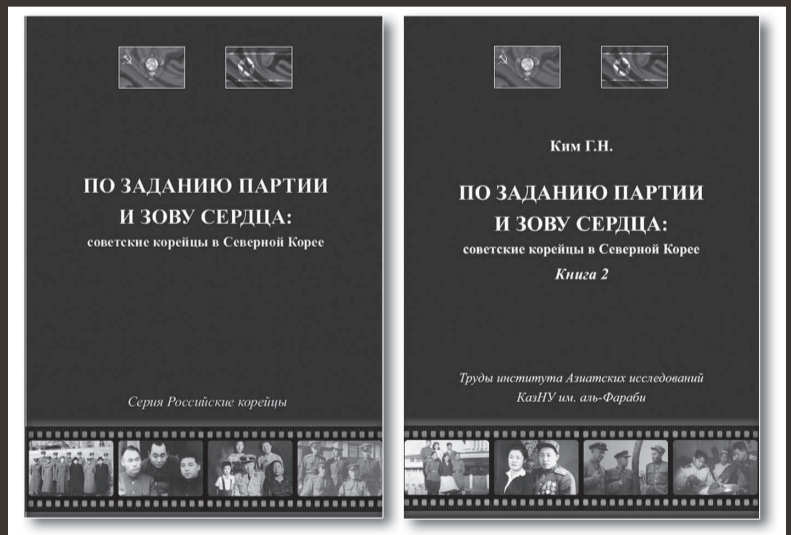 ПО ЗАДАНИЮ ПАРТИИ
И ЗОВУ СЕРДЦА:
советские корейцы в Северной Корее
Серия Российские корейцы
Ким Г.Н.
ПО ЗАДАНИЮ ПАРТИИ
И ЗОВУ СЕРДЦА:
советские корейцы в Северной Корее
Книга 2
Труды института Азиатских исследований
КазНУ им. аль-Фараби